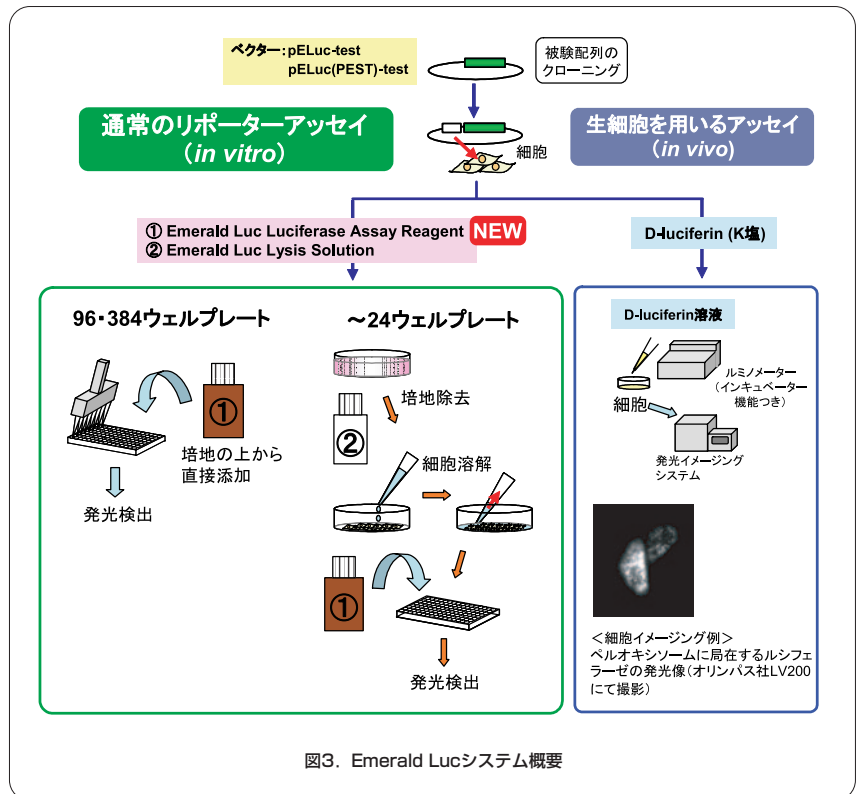 ベクター：pELuc-test
pELuc(PEST)-test
被験配列の
クローニング
通常のリポーターアッセイ
（in vitro）
生細胞を用いるアッセイ
（in vivo)
細胞
① Emerald Luc Luciferase Assay Reagent NEW
② Emerald Luc Lysis Solution
D-luciferin (K塩)
96・384ウェルプレート
①
培地の上から
直接添加
発光検出
～24ウェルプレート
培地除去
②
細胞溶解
①
発光検出
D-luciferin溶液
細胞
ルミノメーター
（インキュベーター
機能つき）
発光イメージング
システム
＜細胞イメージング例＞
ペルオキシソームに局在するルシフェ
ラーゼの発光像（オリンパス社LV200
にて撮影）
図3．Emerald Lucシステム概要